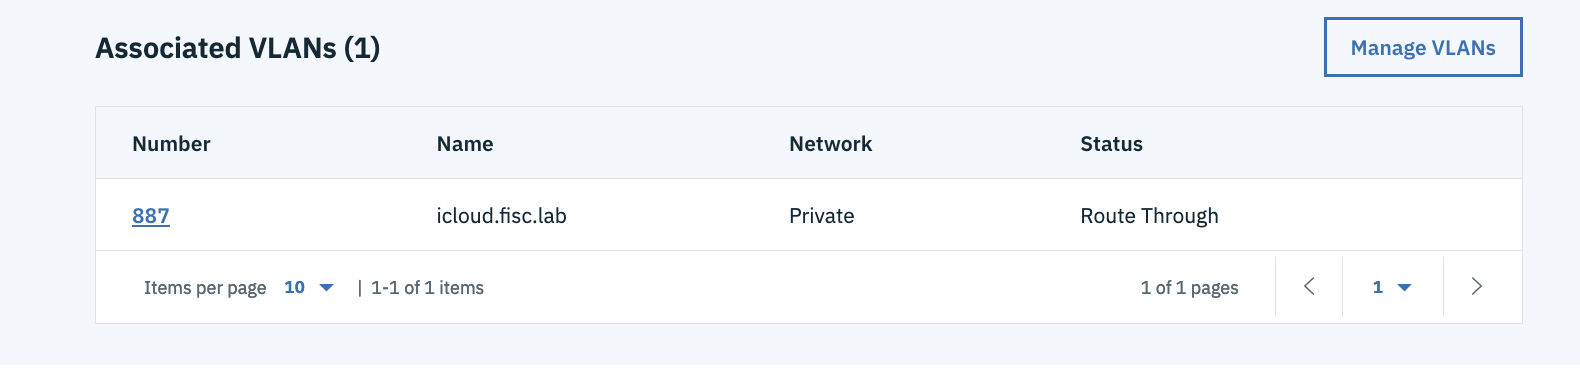 Associated VLANs (1)
Manage VLANs
Number Name Network Status
887 icloud.fisc.lab Private Route Through
Items per page 10 | 1-1 of 1 items 1 of 1 pages 1